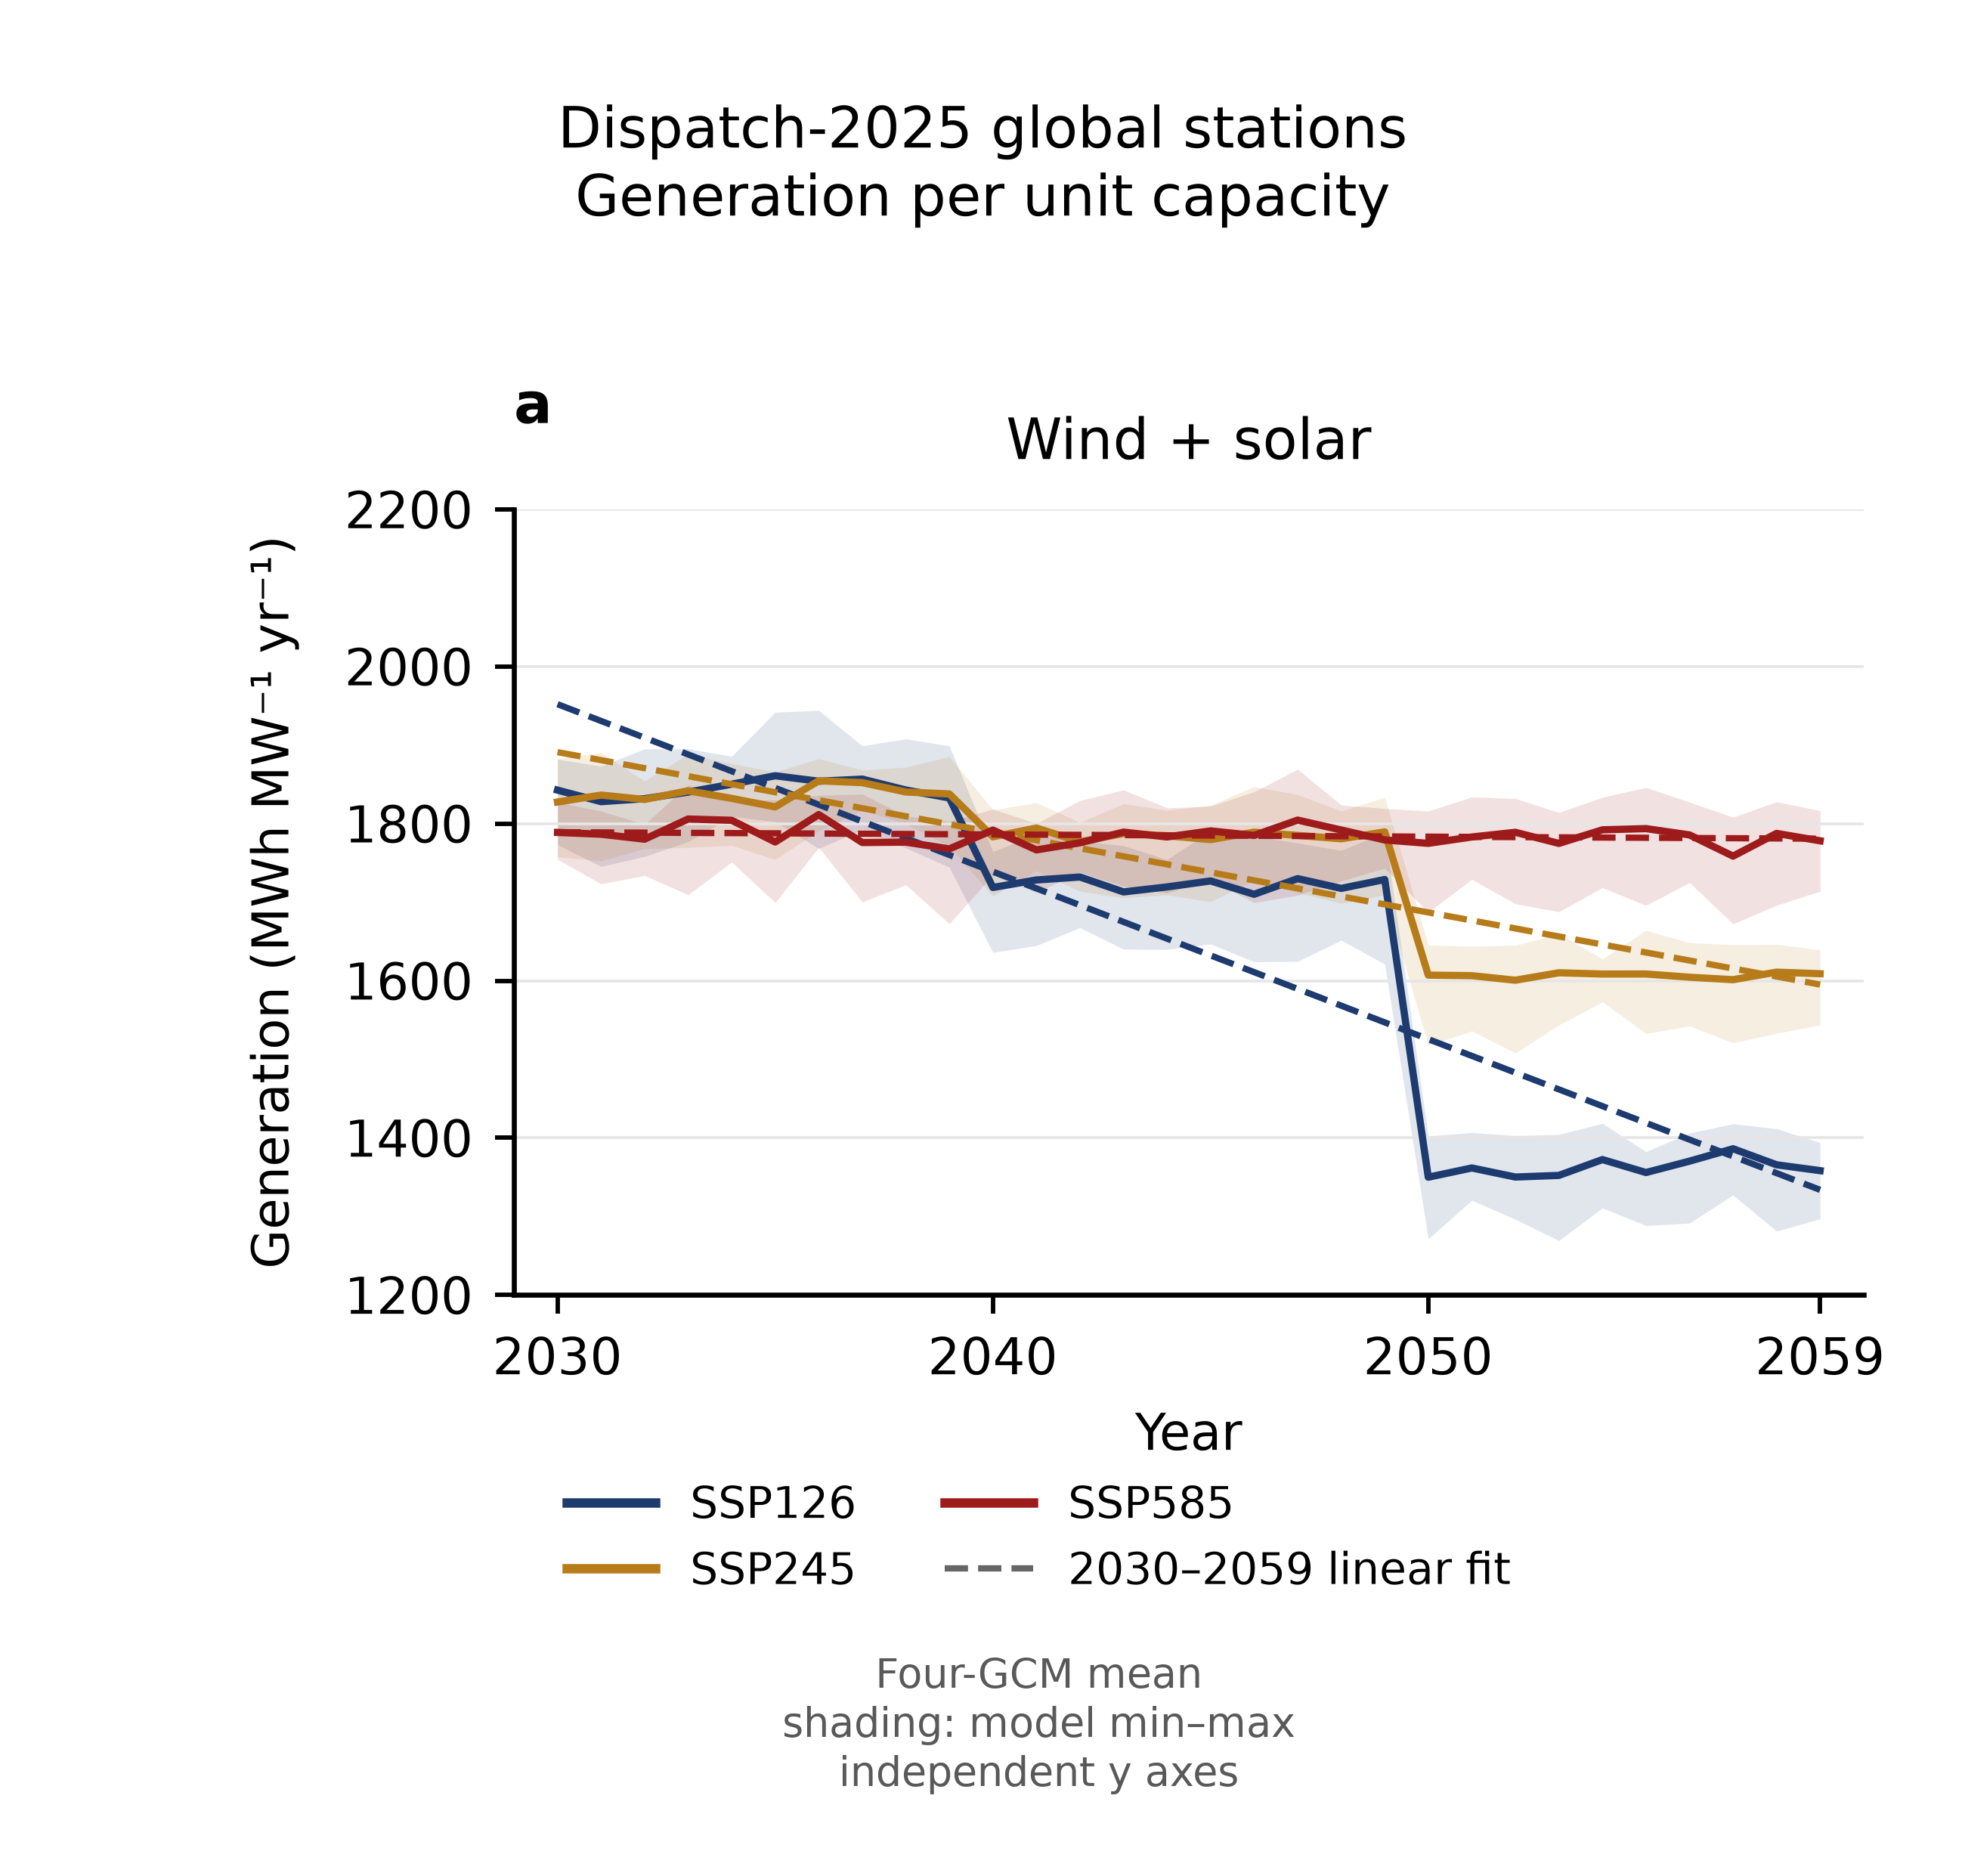 Dispatch-2025 global stations
Generation per unit capacity
a
Wind + solar
Generation (MWh MW⁻¹ yr⁻¹)
2200
2000
1800
1600
1400
1200
2030 2040 2050 2059
Year
SSP126 SSP585
SSP245 2030–2059 linear fit
Four-GCM mean
shading: model min–max
independent y axes